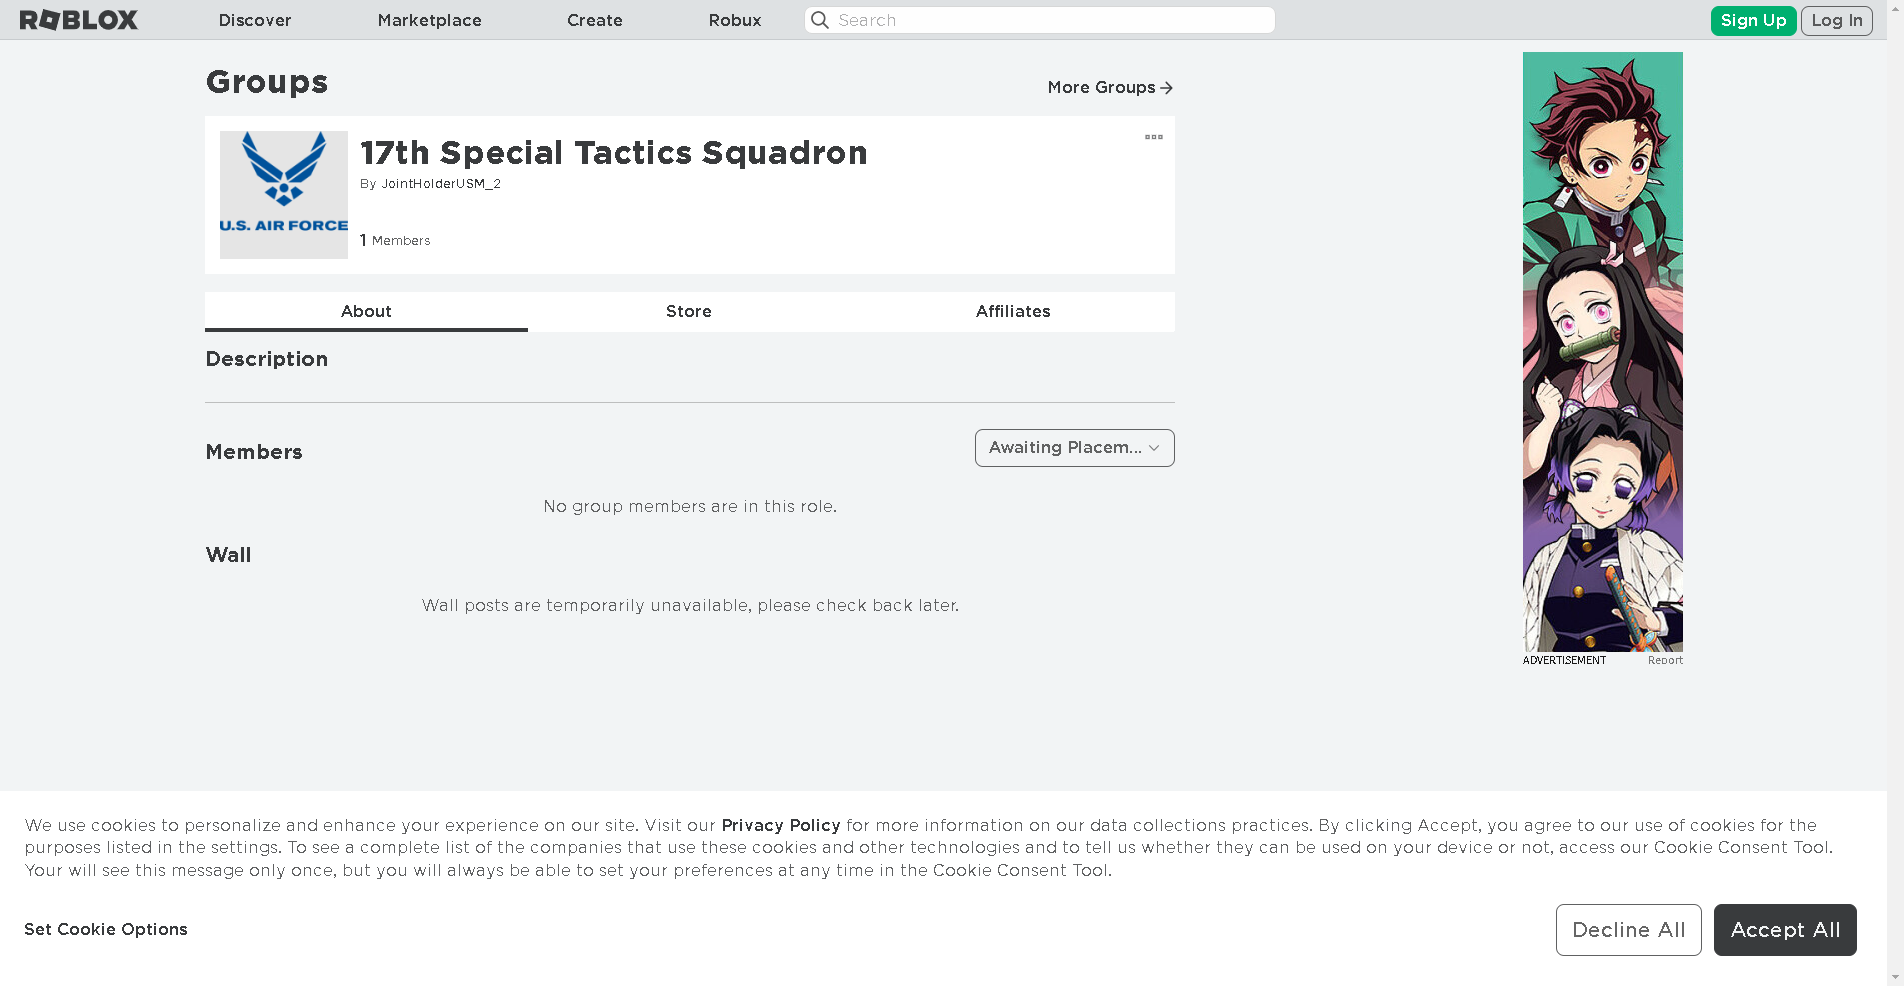 ROBLOX Discover Marketplace Create Robux Search Sign Up Log In
Groups
More Groups
17th Special Tactics Squadron
By JointHolderUSM_2
U.S. AIR FORCE
1 Members
About Store Affiliates
Description
Members
Awaiting Placem...
No group members are in this role.
Wall
Wall posts are temporarily unavailable, please check back later.
ADVERTISEMENT Report
We use cookies to personalize and enhance your experience on our site. Visit our Privacy Policy for more information on our data collections practices. By clicking Accept, you agree to our use of cookies for the
purposes listed in the settings. To see a complete list of the companies that use these cookies and other technologies and to tell us whether they can be used on your device or not, access our Cookie Consent Tool.
Your will see this message only once, but you will always be able to set your preferences at any time in the Cookie Consent Tool.
Set Cookie Options
Decline All
Accept All